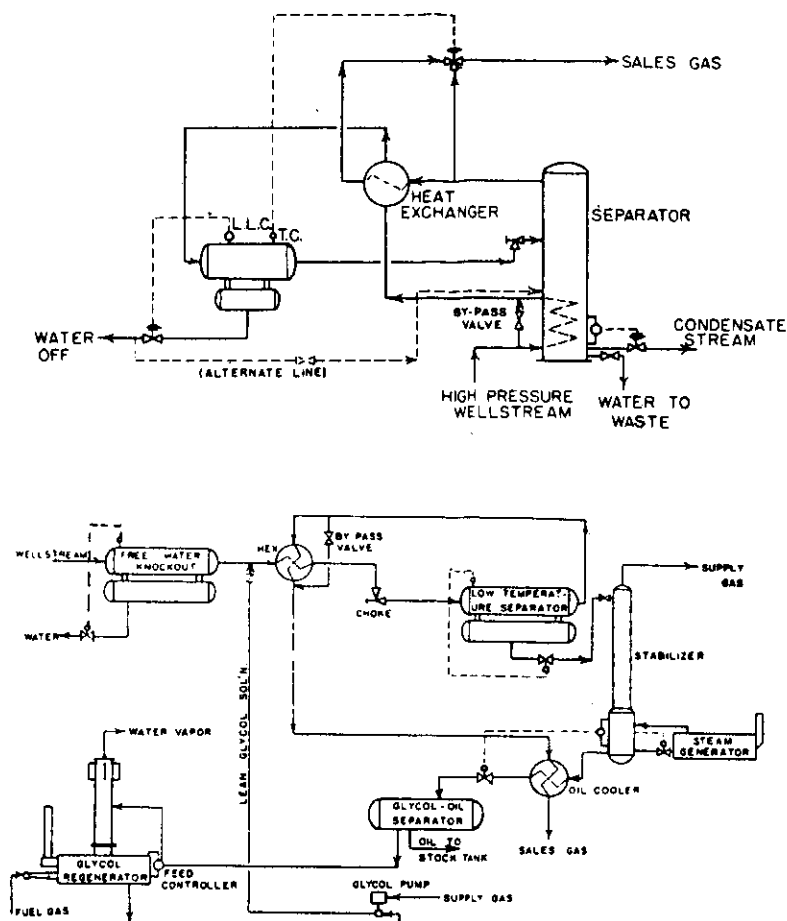 SALES GAS
HEAT
EXCHANGER
SEPARATOR
L.L.C.
T.C.
BY-PASS
VALVE
WATER
OFF
(ALTERNATE LINE)
CONDENSATE
STREAM
HIGH PRESSURE
WELLSTREAM
WATER TO
WASTE
WELLSTREAM
FREE WATER
KNOCKOUT
HEX
BY PASS
VALVE
CHOKE
LOW TEMPERAT-
URE SEPARATOR
SUPPLY
GAS
WATER
STABILIZER
LEAN GLYCOL SOL'N
WATER VAPOR
STEAM
GENERATOR
OIL COOLER
GLYCOL-OIL
SEPARATOR
OIL TO
STOCK TANK
SALES GAS
GLYCOL
REGENERATOR
FEED
CONTROLLER
GLYCOL PUMP
SUPPLY GAS
FUEL GAS